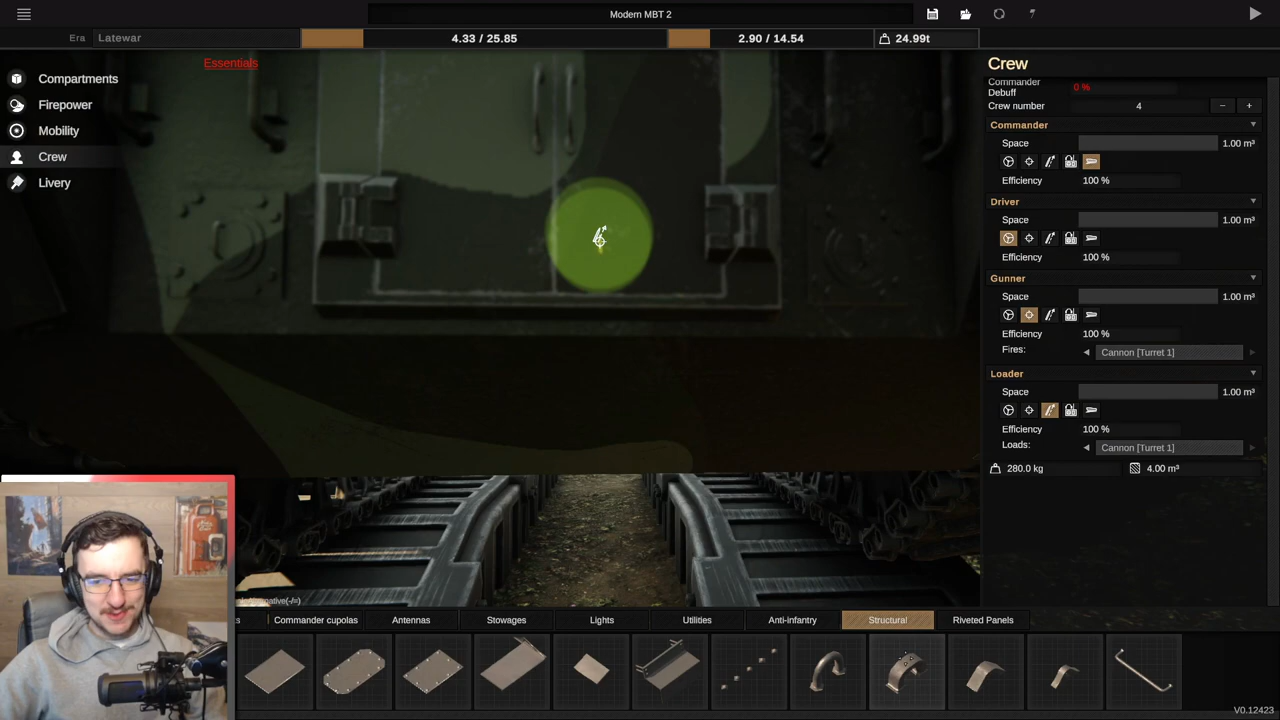 Modern MBT 2
Era
Latewar
4.33 / 25.85
2.90 / 14.54
24.99t
Essentials
Compartments
Firepower
Mobility
Crew
Livery
Crew
Commander
Debuff
0 %
Crew number
4
Commander
Space
1.00 m³
Efficiency
100 %
Driver
Space
1.00 m³
Efficiency
100 %
Gunner
Space
1.00 m³
Efficiency
100 %
Fires:
Cannon [Turret 1]
Loader
Space
1.00 m³
Efficiency
100 %
Loads:
Cannon [Turret 1]
280.0 kg
4.00 m³
s
Commander cupolas
Antennas
Stowages
Lights
Utilities
Anti-infantry
Structural
Riveted Panels
V0.12423